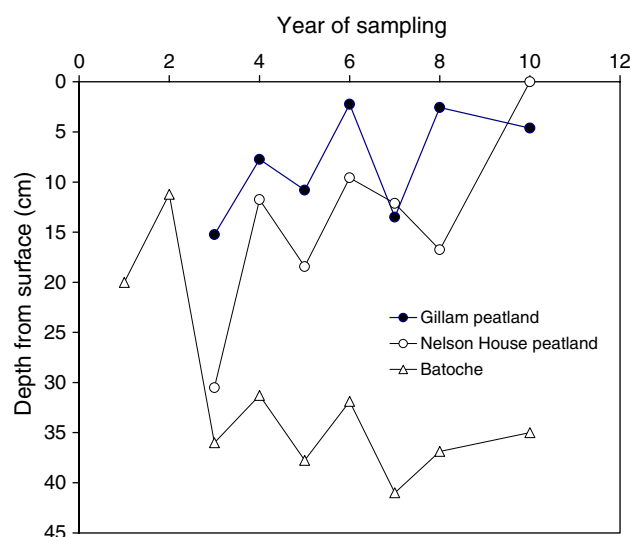 Year of sampling
0 2 4 6 8 10 12
0
5
10
15
20
25
30
35
40
45
Depth from surface (cm)
Gillam peatland
Nelson House peatland
Batoche